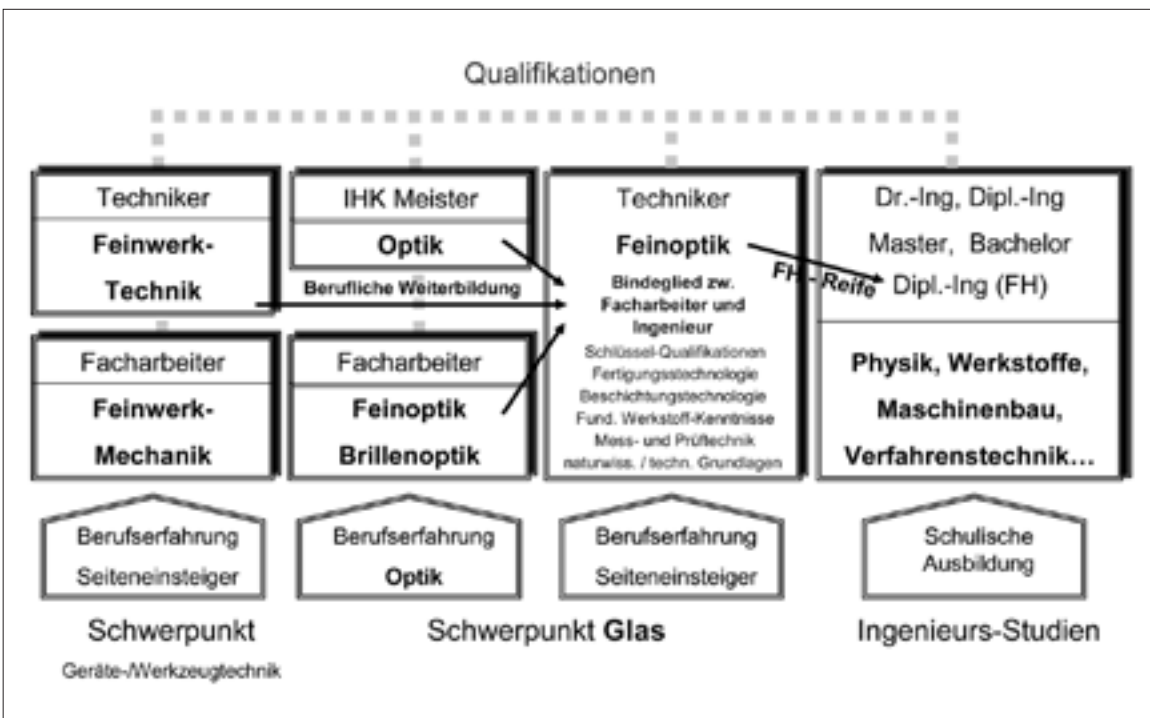 Qualifikationen
Techniker
Feinwerk-
Technik
Facharbeiter
Feinwerk-
Mechanik
Berufserfahrung
Seiteneinsteiger
Schwerpunkt
Geräte-/Werkzeugtechnik
IHK Meister
Optik
Berufliche Weiterbildung
Facharbeiter
Feinoptik
Brillenoptik
Berufserfahrung
Optik
Techniker
Feinoptik
Bindeglied zw.
Facharbeiter und
Ingenieur
Schlüssel-Qualifikationen
Fertigungsstechnologie
Beschichtungstechnologie
Fund. Werkstoff-Kenntnisse
Mess- und Prüftechnik
naturwiss. / techn. Grundlagen
Berufserfahrung
Seiteneinsteiger
Schwerpunkt Glas
FH - Reife
Dr.-Ing, Dipl.-Ing
Master, Bachelor
Dipl.-Ing (FH)
Physik, Werkstoffe,
Maschinenbau,
Verfahrenstechnik...
Schulische
Ausbildung
Ingenieurs-Studien